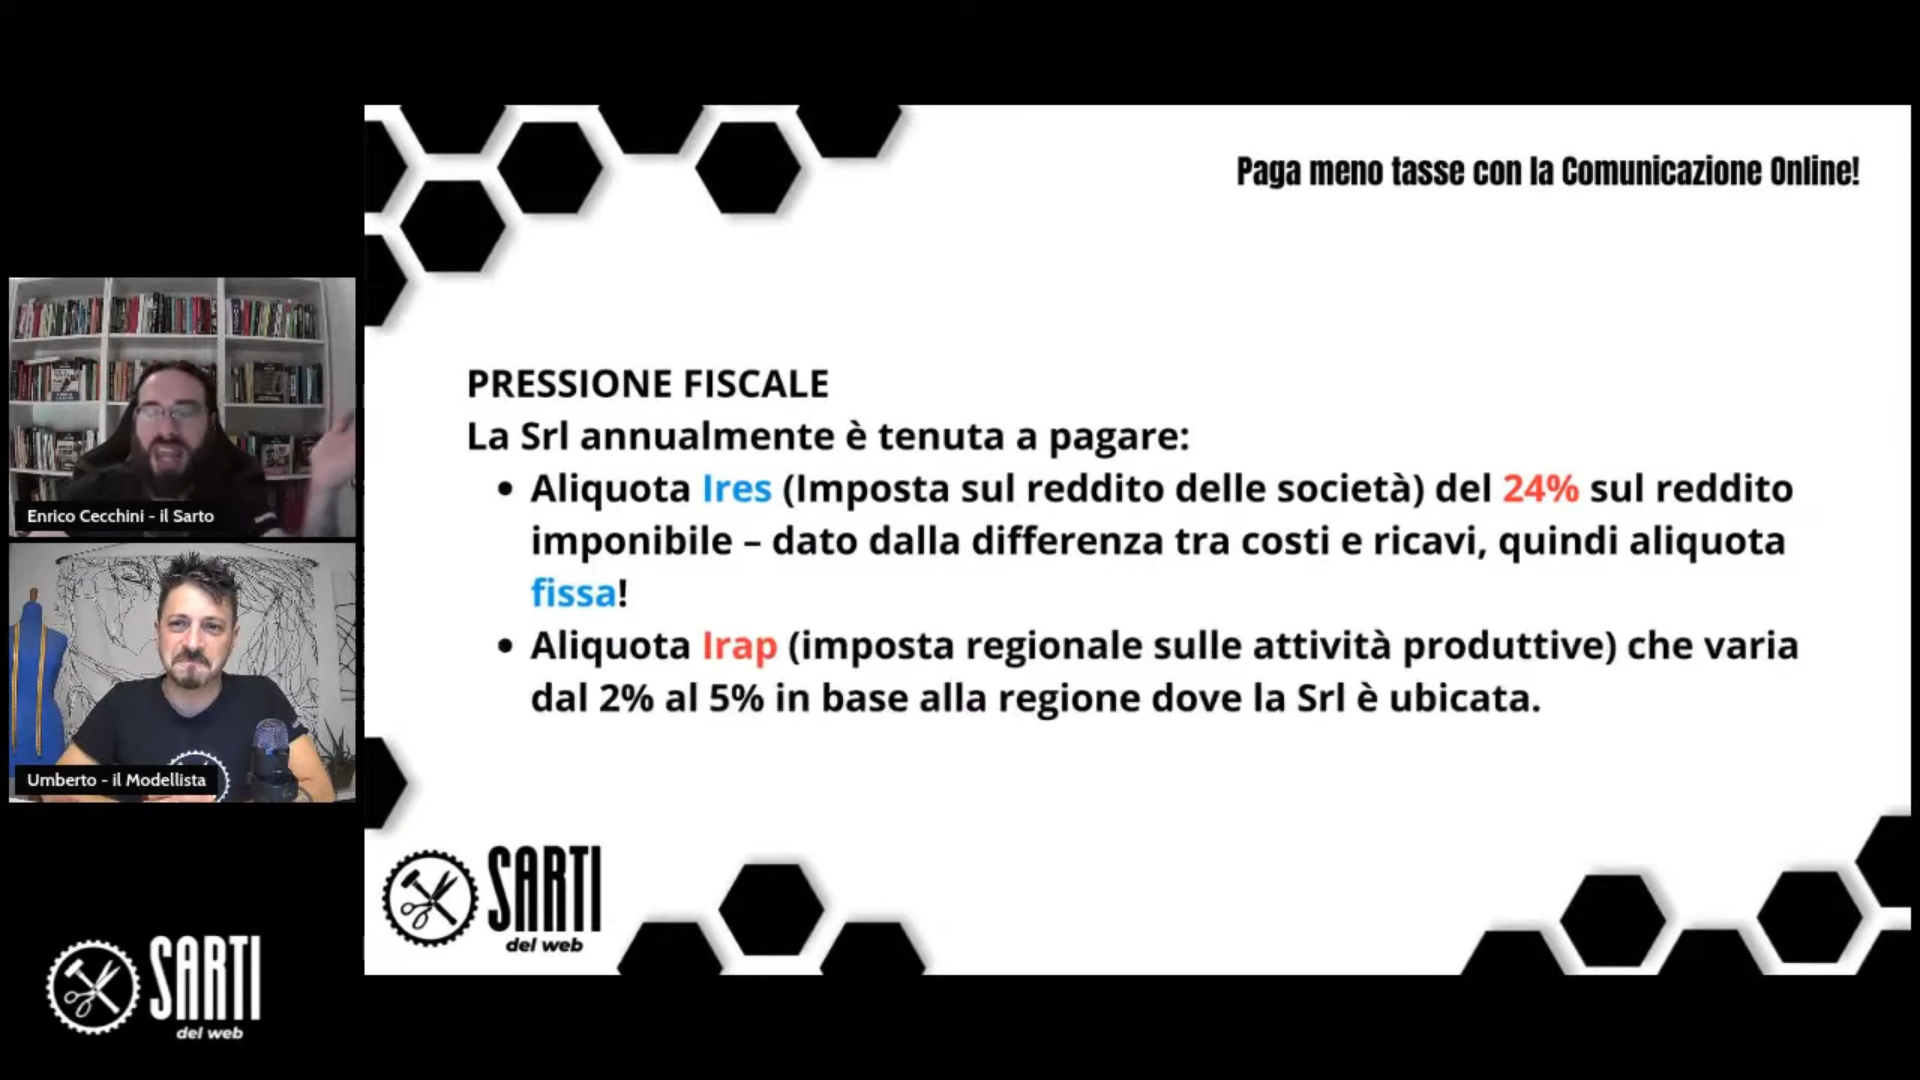 Paga meno tasse con la Comunicazione Online!
PRESSIONE FISCALE
La Srl annualmente è tenuta a pagare:
• Aliquota Ires (Imposta sul reddito delle società) del 24% sul reddito
imponibile – dato dalla differenza tra costi e ricavi, quindi aliquota
fissa!
• Aliquota Irap (imposta regionale sulle attività produttive) che varia
dal 2% al 5% in base alla regione dove la Srl è ubicata.
Enrico Cecchini - il Sarto
Umberto - il Modellista
SARTI
del web
SARTI
del web